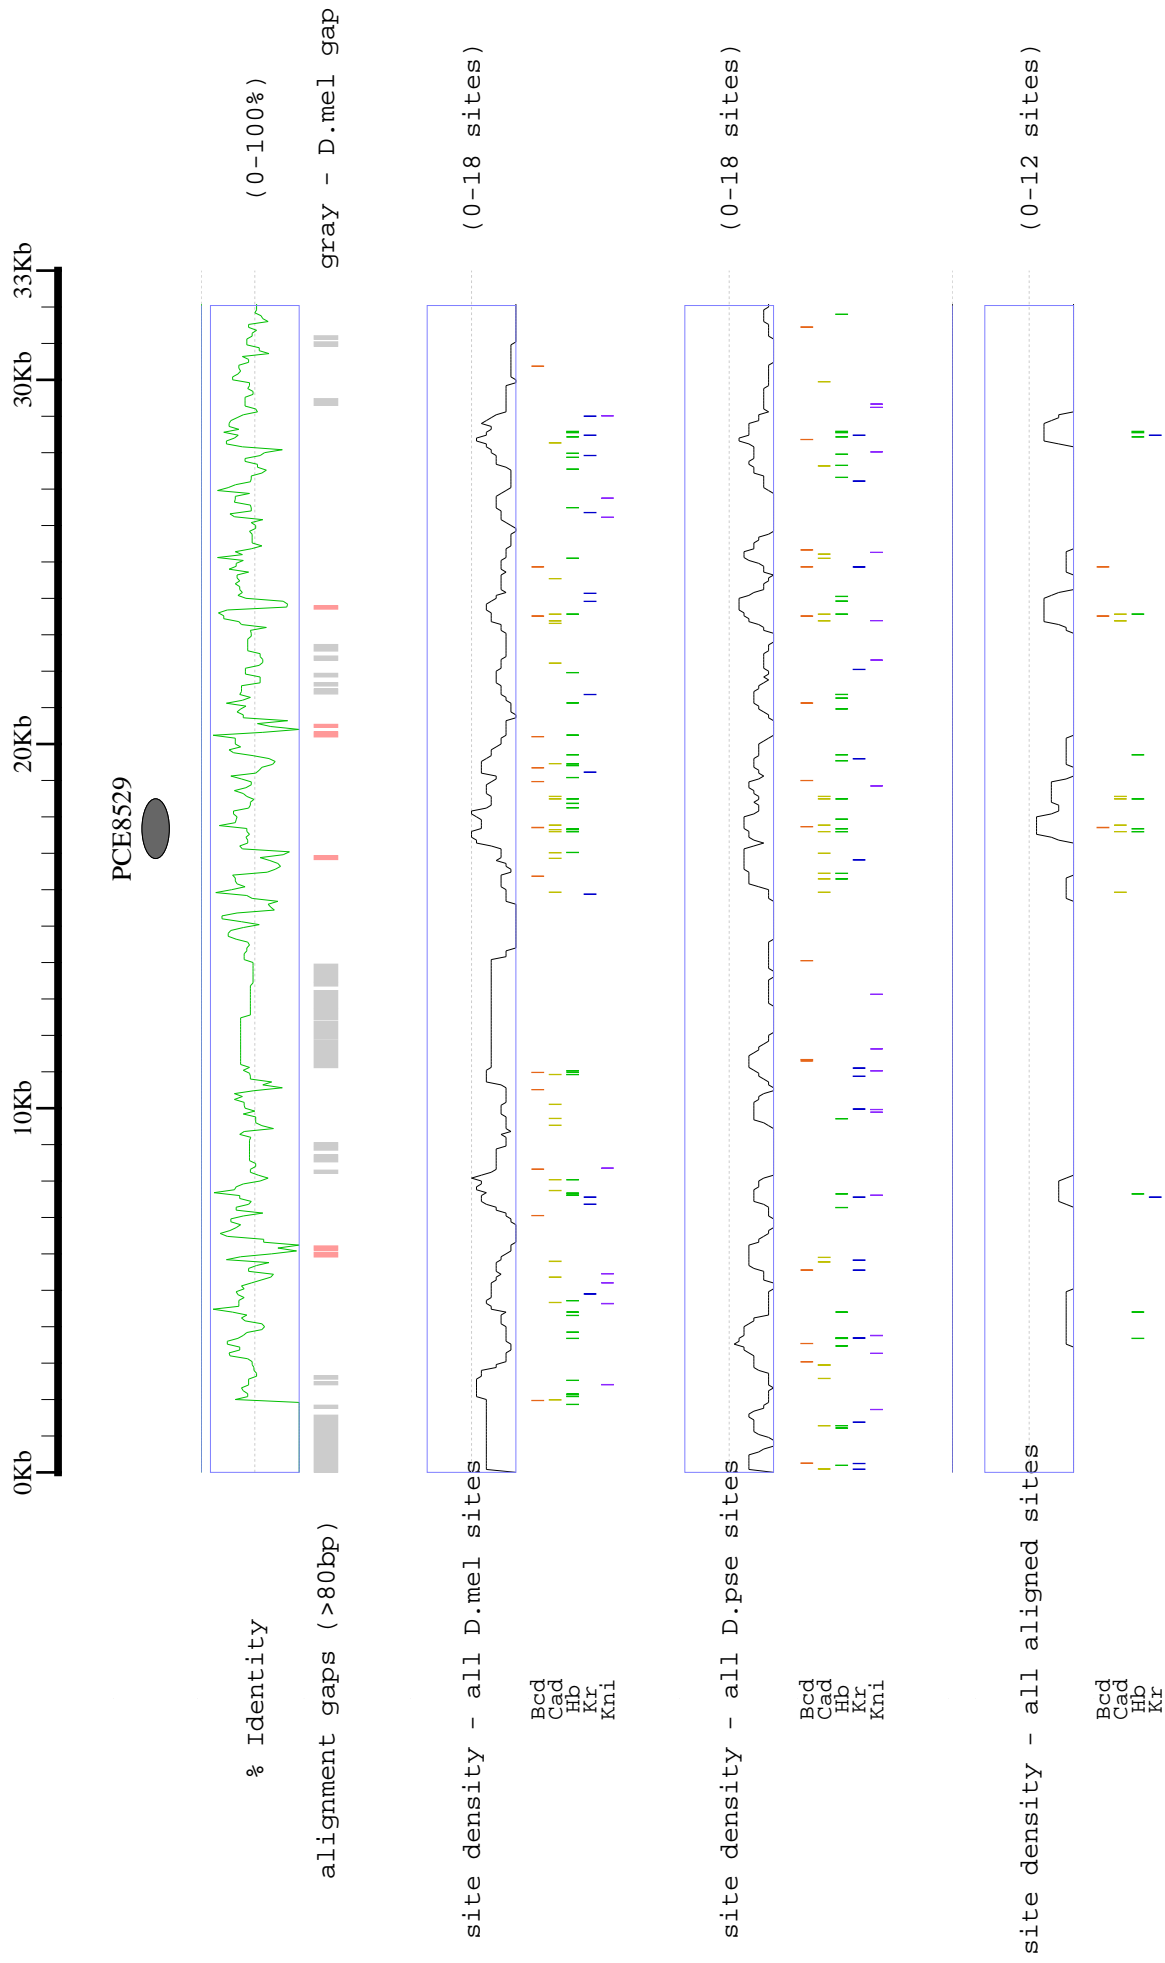 0Kb 10Kb 20Kb 30Kb 33Kb
PCE8529
% Identity (0-100%)
alignment gaps (>80bp) gray - D.mel gap
site density - all D.mel sites (0-18 sites)
Bcd
Cad
Hb
Kr
Kni
site density - all D.pse sites (0-18 sites)
Bcd
Cad
Hb
Kr
Kni
site density - all aligned sites (0-12 sites)
Bcd
Cad
Hb
Kr